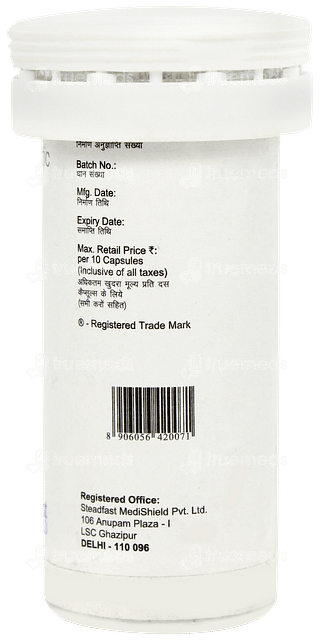 निर्माण अनुज्ञप्ति संख्या
Batch No.:
घान संख्या
Mfg. Date:
निर्माण तिथि
Expiry Date:
समाप्ति तिथि
Max. Retail Price ₹:
per 10 Capsules
(inclusive of all taxes)
अधिकतम खुदरा मूल्य प्रति दस
कैप्सूल्स के लिये
(सभी करों सहित)
® - Registered Trade Mark
8 906056 420071
Registered Office:
Steadfast MediShield Pvt. Ltd.
106 Anupam Plaza - I
LSC Ghazipur
DELHI - 110 096